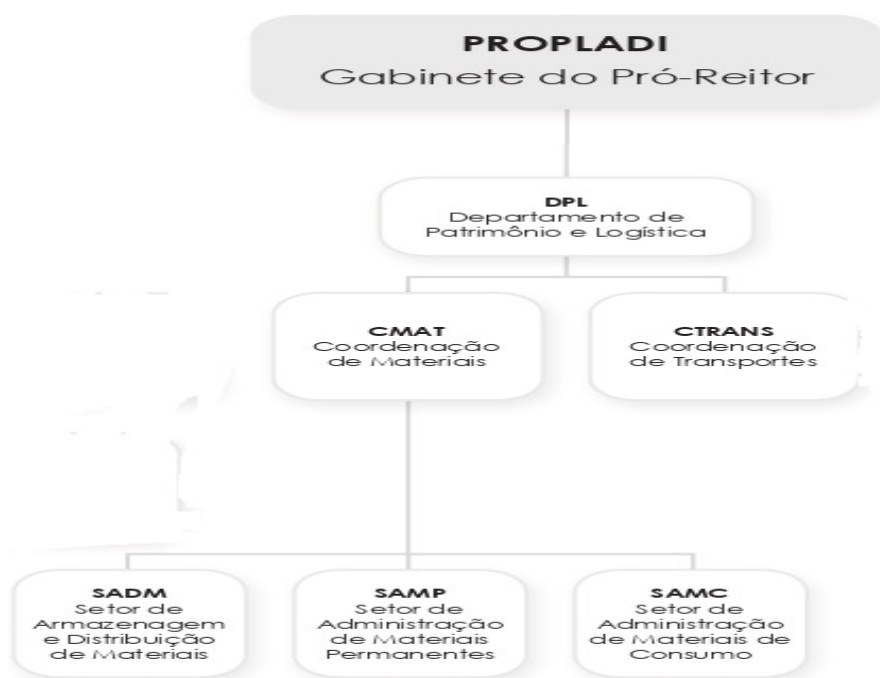 PROPLADI
Gabinete do Pró-Reitor
DPL
Departamento de
Patrimônio e Logística
CMAT
Coordenação
de Materiais
CTRANS
Coordenação
de Transportes
SADM
Setor de
Armazenagem
e Distribuição
de Materiais
SAMP
Setor de
Administração
de Materiais
Permanentes
SAMC
Setor de
Administração
de Materiais de
Consumo